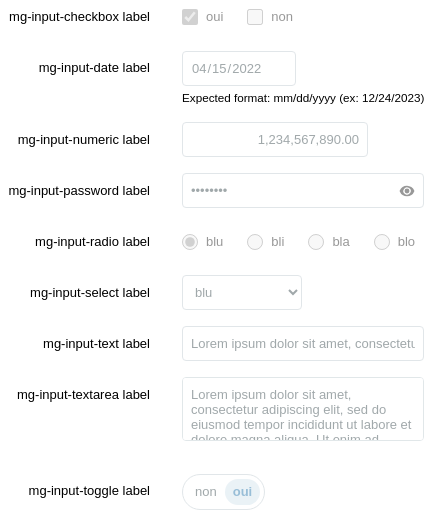 mg-input-checkbox label oui non
mg-input-date label 04/15/2022
Expected format: mm/dd/yyyy (ex: 12/24/2023)
mg-input-numeric label 1,234,567,890.00
mg-input-password label ••••••••
mg-input-radio label blu bli bla blo
mg-input-select label blu
mg-input-text label Lorem ipsum dolor sit amet, consectetu
mg-input-textarea label Lorem ipsum dolor sit amet,
consectetur adipiscing elit, sed do
eiusmod tempor incididunt ut labore et
dolore magna aliqua. Ut enim ad
mg-input-toggle label non oui